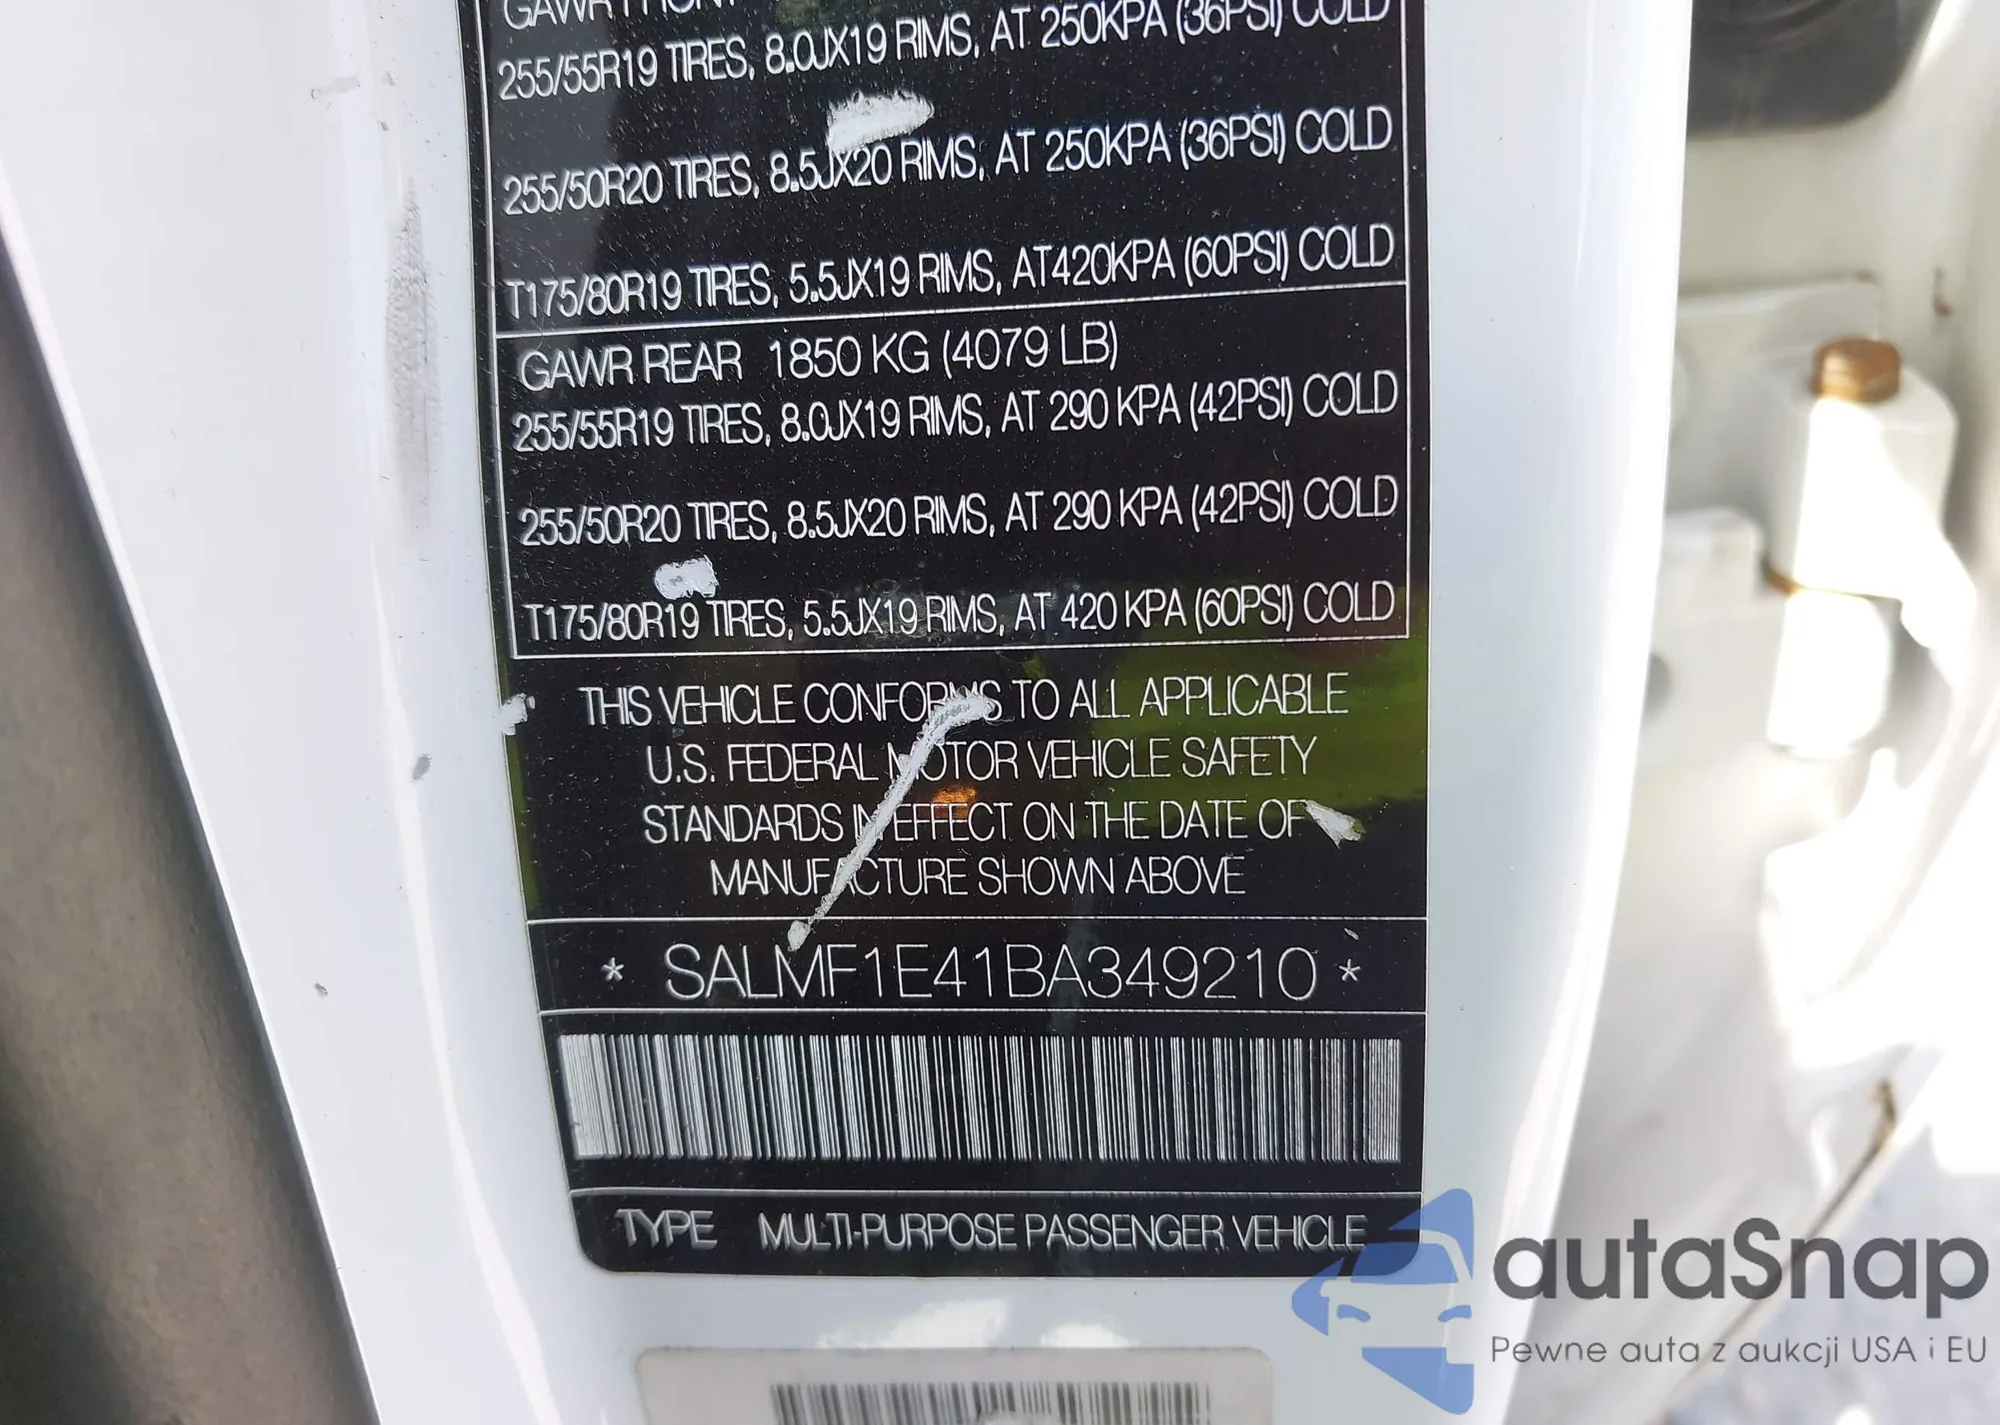 GAWR FRONT
255/55R19 TIRES, 8.0JX19 RIMS, AT 250KPA (36PSI) COLD
255/50R20 TIRES, 8.5JX20 RIMS, AT 250KPA (36PSI) COLD
T175/80R19 TIRES, 5.5JX19 RIMS, AT420KPA (60PSI) COLD
GAWR REAR 1850 KG (4079 LB)
255/55R19 TIRES, 8.0JX19 RIMS, AT 290 KPA (42PSI) COLD
255/50R20 TIRES, 8.5JX20 RIMS, AT 290 KPA (42PSI) COLD
T175/80R19 TIRES, 5.5JX19 RIMS, AT 420 KPA (60PSI) COLD
THIS VEHICLE CONFORMS TO ALL APPLICABLE
U.S. FEDERAL MOTOR VEHICLE SAFETY
STANDARDS IN EFFECT ON THE DATE OF
MANUFACTURE SHOWN ABOVE
* SALMF1E41BA349210 *
TYPE MULTI-PURPOSE PASSENGER VEHICLE
autaSnap
Pewne auta z aukcji USA i EU